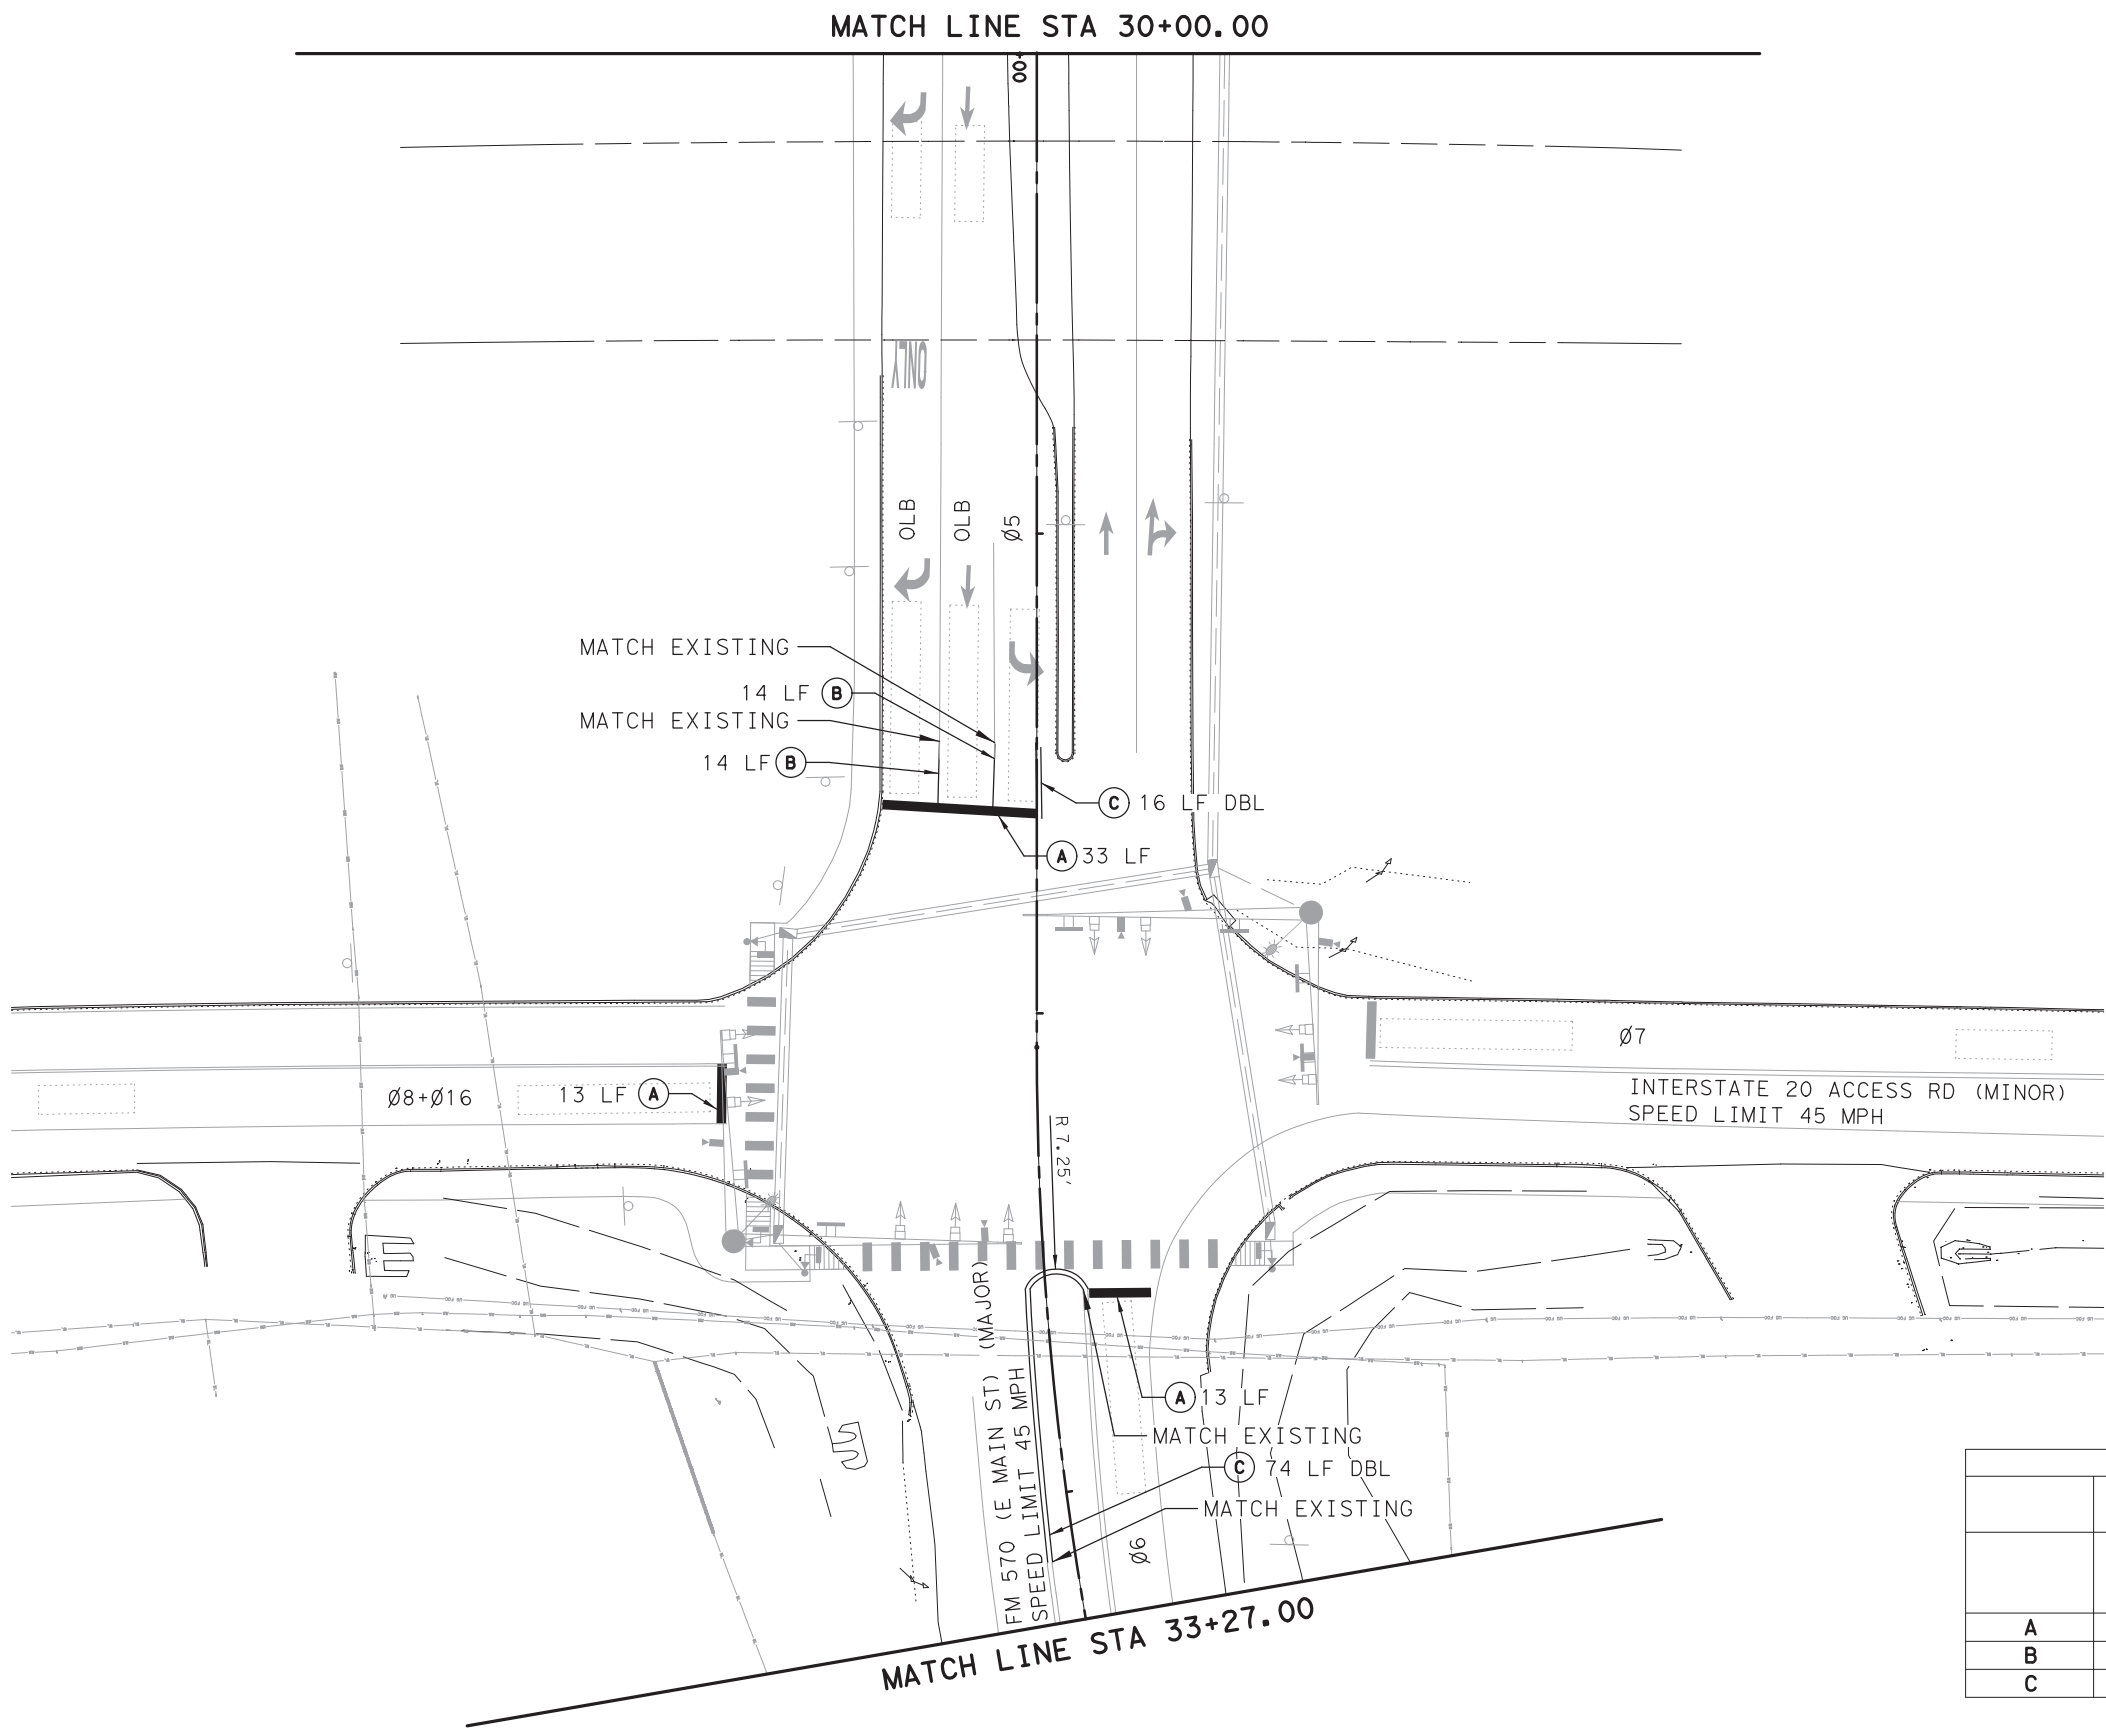 MATCH LINE STA 30+00.00
+00
ONLY
OLB
OLB
Ø5
MATCH EXISTING
14 LF B
MATCH EXISTING
14 LF B
C 16 LF DBL
A 33 LF
Ø7
Ø8+Ø16
13 LF A
INTERSTATE 20 ACCESS RD (MINOR)
SPEED LIMIT 45 MPH
R 7.25'
FM 570 (E MAIN ST) (MAJOR)
SPEED LIMIT 45 MPH
A 13 LF
MATCH EXISTING
C 74 LF DBL
MATCH EXISTING
Ø6
MATCH LINE STA 33+27.00
A
B
C